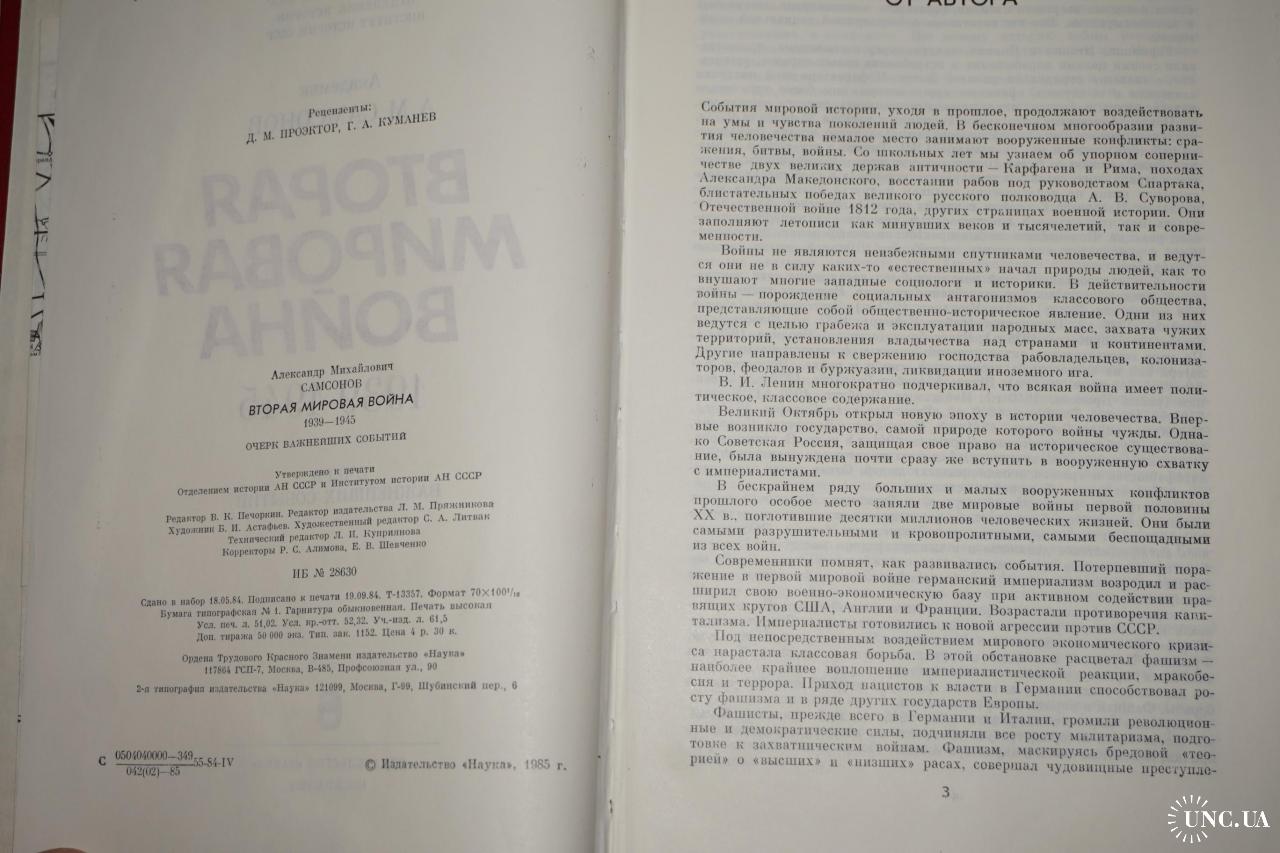 Рецензенты:
Д. М. ПРОЭКТОР, Г. А. КУМАНЕВ
ВТОРАЯ
МИРОВАЯ
ВОЙНА
Александр Михайлович
САМСОНОВ
ВТОРАЯ МИРОВАЯ ВОЙНА
1939—1945
ОЧЕРК ВАЖНЕЙШИХ СОБЫТИЙ
Утверждено к печати
Отделением истории АН СССР и Институтом истории АН СССР
Редактор В. К. Печоркин. Редактор издательства Л. М. Пряжникова
Художник Б. И. Астафьев. Художественный редактор С. А. Литвак
Технический редактор Л. И. Куприянова
Корректоры Р. С. Алимова, Е. В. Шевченко
ИБ № 28630
Сдано в набор 18.05.84. Подписано к печати 19.09.84. Т-13357. Формат 70×100¹/₁₆
Бумага типографская № 1. Гарнитура обыкновенная. Печать высокая
Усл. печ. л. 51,02. Усл. кр.-отт. 52,32. Уч.-изд. л. 61,5
Доп. тиража 50 000 экз. Тип. зак. 1152. Цена 4 р. 30 к.
Ордена Трудового Красного Знамени издательство «Наука»
117864 ГСП-7, Москва, В-485, Профсоюзная ул., 90
2-я типография издательства «Наука» 121099, Москва, Г-99, Шубинский пер., 6
С 0504040000—349 55-84-IV
042(02)—85
© Издательство «Наука», 1985 г.
ОТ АВТОРА
События мировой истории, уходя в прошлое, продолжают воздействовать
на умы и чувства поколений людей. В бесконечном многообразии разви-
тия человечества немалое место занимают вооруженные конфликты: сра-
жения, битвы, войны. Со школьных лет мы узнаем об упорном соперни-
честве двух великих держав античности — Карфагена и Рима, походах
Александра Македонского, восстании рабов под руководством Спартака,
блистательных победах великого русского полководца А. В. Суворова,
Отечественной войне 1812 года, других страницах военной истории. Они
заполняют летописи как минувших веков и тысячелетий, так и совре-
менности.
Войны не являются неизбежными спутниками человечества, и ведут-
ся они не в силу каких-то «естественных» начал природы людей, как то
внушают многие западные социологи и историки. В действительности
войны — порождение социальных антагонизмов классового общества,
представляющие собой общественно-историческое явление. Одни из них
ведутся с целью грабежа и эксплуатации народных масс, захвата чужих
территорий, установления владычества над странами и континентами.
Другие направлены к свержению господства рабовладельцев, колониза-
торов, феодалов и буржуазии, ликвидации иноземного ига.
В. И. Ленин многократно подчеркивал, что всякая война имеет поли-
тическое, классовое содержание.
Великий Октябрь открыл новую эпоху в истории человечества. Впер-
вые возникло государство, самой природе которого войны чужды. Одна-
ко Советская Россия, защищая свое право на историческое существова-
ние, была вынуждена почти сразу же вступить в вооруженную схватку
с империалистами.
В бескрайнем ряду больших и малых вооруженных конфликтов
прошлого особое место заняли две мировые войны первой половины
XX в., поглотившие десятки миллионов человеческих жизней. Они были
самыми разрушительными и кровопролитными, самыми беспощадными
из всех войн.
Современники помнят, как развивались события. Потерпевший пора-
жение в первой мировой войне германский империализм возродил и рас-
ширил свою военно-экономическую базу при активном содействии пра-
вящих кругов США, Англии и Франции. Возрастали противоречия капи-
тализма. Империалисты готовились к новой агрессии против СССР.
Под непосредственным воздействием мирового экономического кризи-
са нарастала классовая борьба. В этой обстановке расцветал фашизм —
наиболее крайнее воплощение империалистической реакции, мракобе-
сия и террора. Приход нацистов к власти в Германии способствовал ро-
сту фашизма и в ряде других государств Европы.
Фашисты, прежде всего в Германии и Италии, громили революцион-
ные и демократические силы, подчиняли все росту милитаризма, подго-
товке к захватническим войнам. Фашизм, маскируясь бредовой «тео-
рией» о «высших» и «низших» расах, совершал чудовищные преступле-
3
UNC.UA